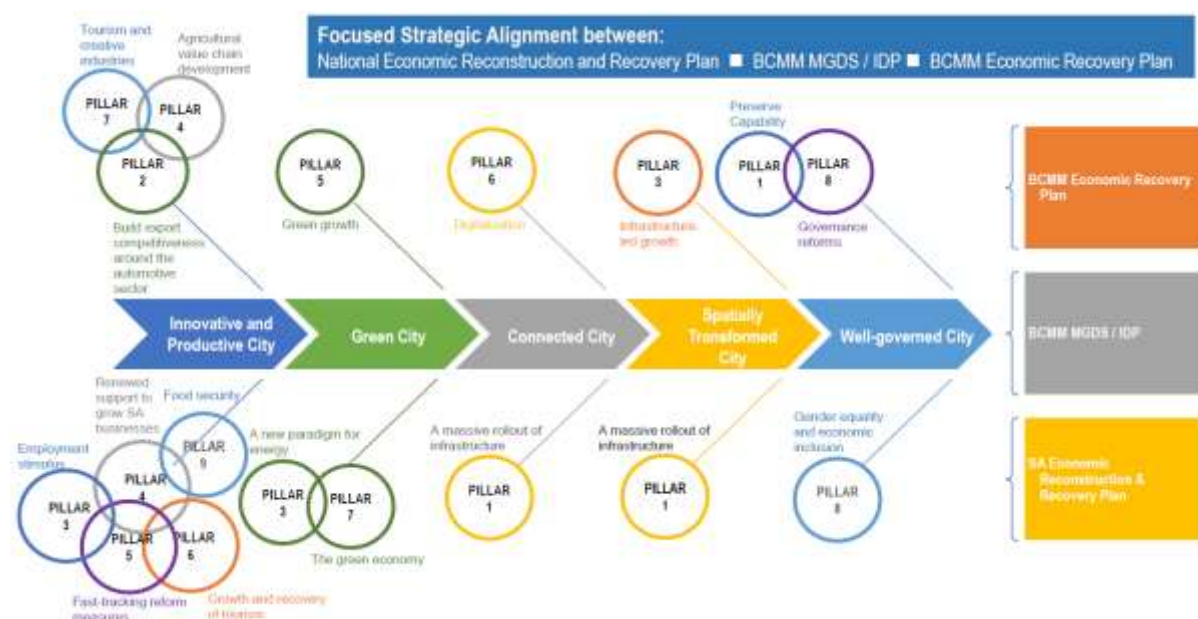 Focused Strategic Alignment between:
National Economic Reconstruction and Recovery Plan ■ BCMM MGDS / IDP ■ BCMM Economic Recovery Plan
Tourism and
creative
industries
Agricultural
value chain
development
PILLAR
7
PILLAR
4
PILLAR
2
Build export
competitiveness
around the
automotive
sector
PILLAR
5
Green growth
PILLAR
6
Digitalisation
PILLAR
3
Infrastructure
led growth
Preserve
Capability
PILLAR
1
PILLAR
8
Governance
reforms
BCMM Economic Recovery
Plan
Innovative and
Productive City
Green City
Connected City
Spatially
Transformed
City
Well-governed City
BCMM MGDS / IDP
Renewed
support to
grow SA
businesses
Food security
Employment
stimulus
PILLAR
9
PILLAR
4
PILLAR
3
PILLAR
5
PILLAR
6
Fast-tracking reform
measures
Growth and recovery
of tourism
A new paradigm for
energy
PILLAR
3
PILLAR
7
The green economy
A massive rollout of
infrastructure
PILLAR
1
A massive rollout of
infrastructure
PILLAR
1
Gender equality
and economic
inclusion
PILLAR
8
SA Economic
Reconstruction &
Recovery Plan